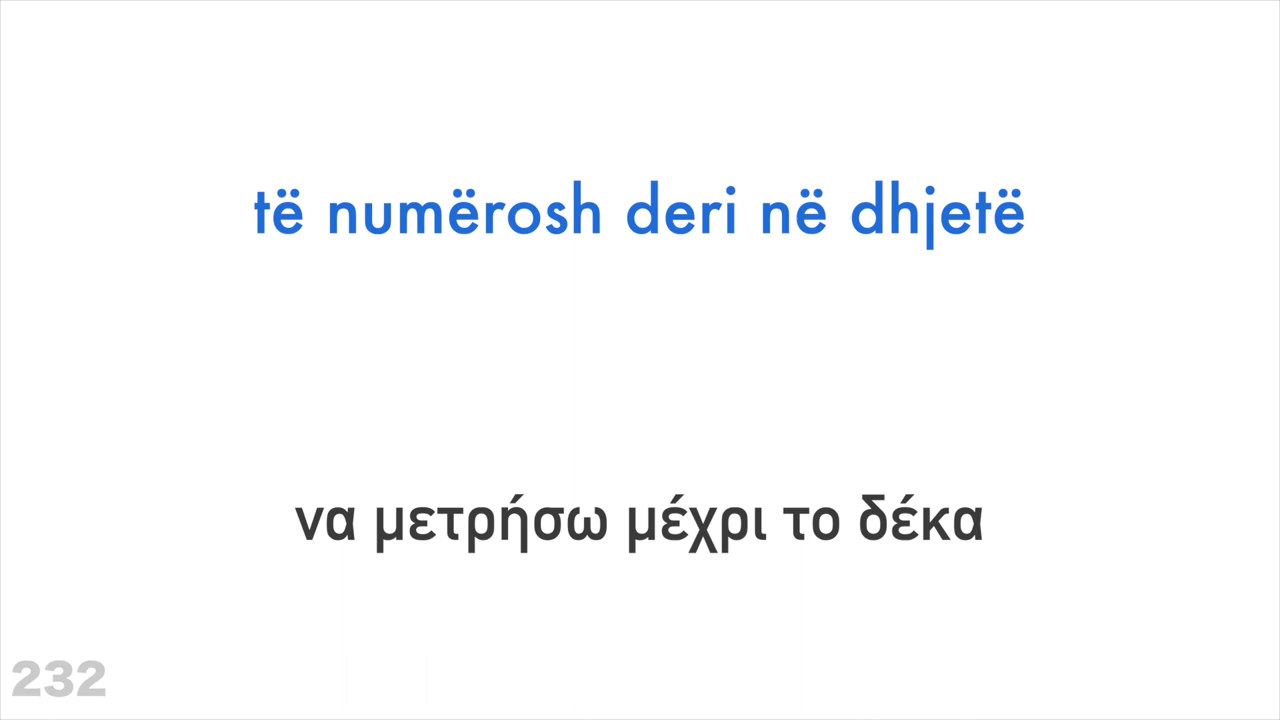 të numërosh deri në dhjetë
να μετρήσω μέχρι το δέκα
232